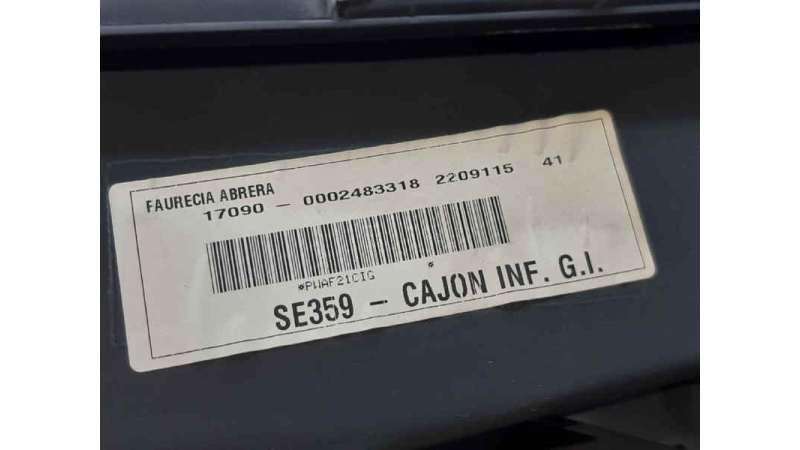 FAURECIA ABRERA
17090 - 0002483318 2209115 41
*PWAF21CIG *
SE359 - CAJON INF. G.I.